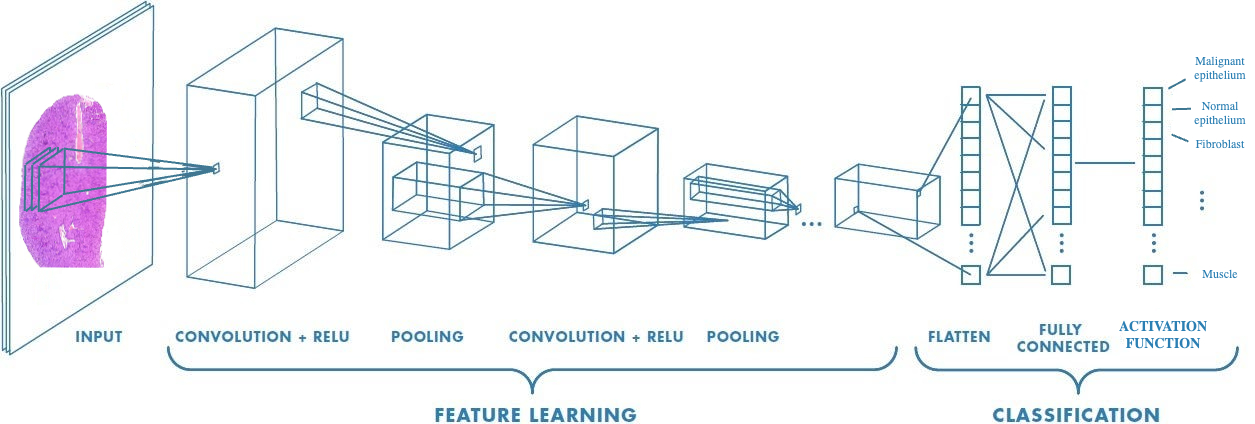 Malignant
epithelium
Normal
epithelium
Fibroblast
Muscle
INPUT
CONVOLUTION + RELU
POOLING
CONVOLUTION + RELU
POOLING
FLATTEN
FULLY
CONNECTED
ACTIVATION
FUNCTION
FEATURE LEARNING
CLASSIFICATION